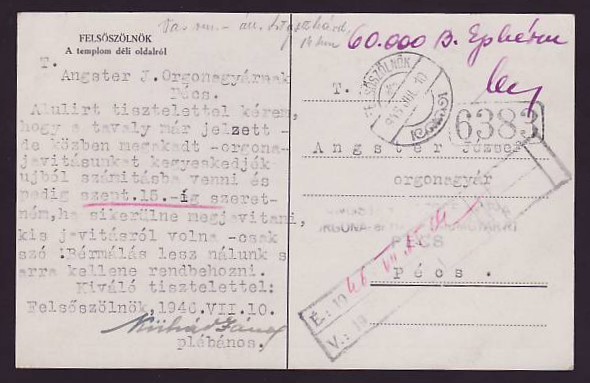 FELSŐSZÖLNÖK
A templom déli oldalról
T.
Angster J. Orgonagyárnak
Pécs.
Alulirt tisztelettel kérem,
hogy a tavaly már jelzett -
de közben megakadt -orgona-
javitásunkat kegyeskedjék
ujból számitásba venni és
pedig szept.15.-ig szeret-
ném,ha sikerülne megjavitani,
kis javitásról volna -csak
szó :Bérmálás lesz nálunk s
arra kellene rendbehozni.
Kiváló tisztelettel:
Felsőszölnök, 1946.VII.10.
plébános.
60.000 B.
FELSŐSZÖLNÖK
6383
T.
Angster József
orgonagyár
PÉCS
Pécs.
É.: 19
V.: 19